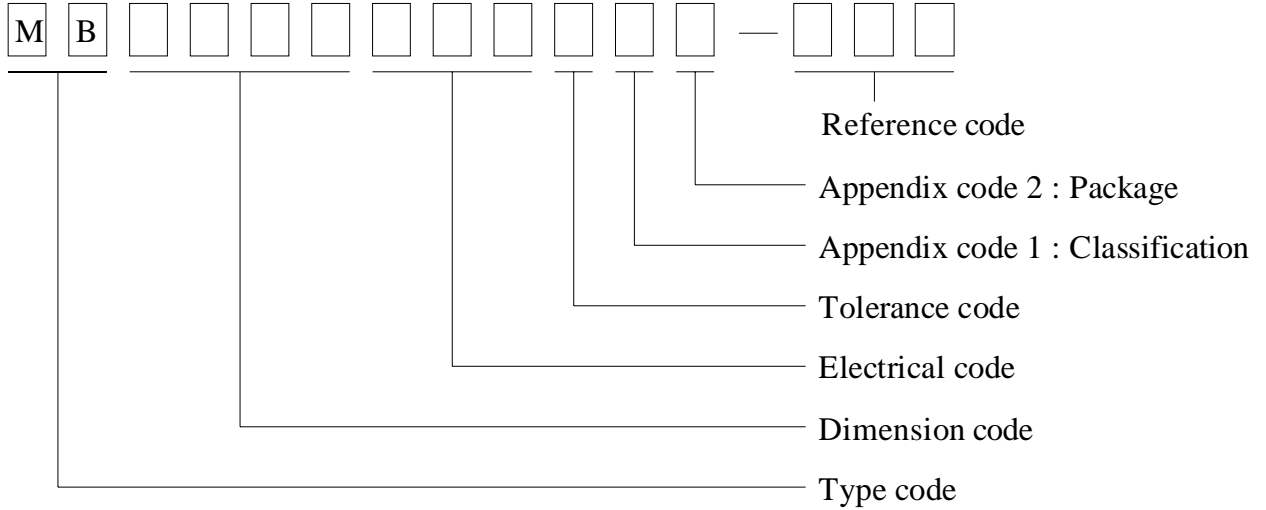 M B —
Reference code
Appendix code 2 : Package
Appendix code 1 : Classification
Tolerance code
Electrical code
Dimension code
Type code